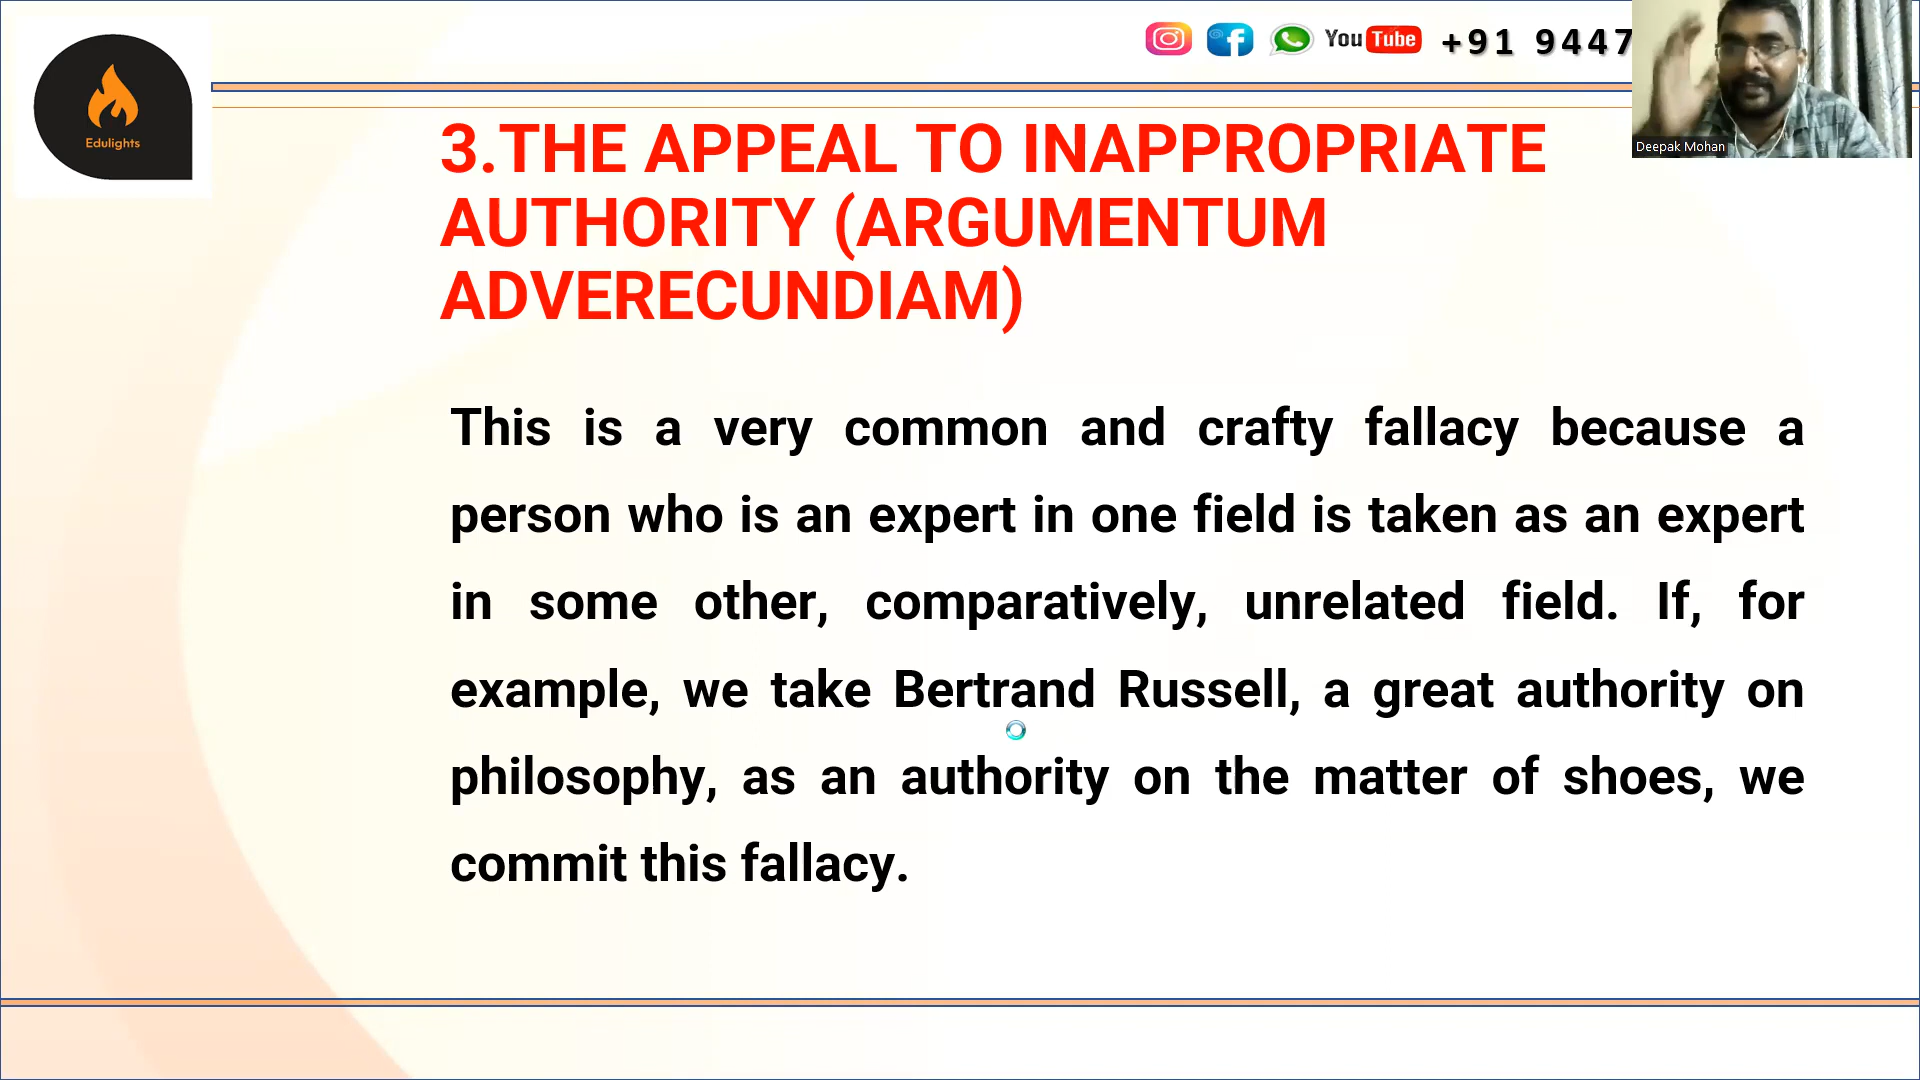 You Tube +91 9447
Deepak Mohan
Edulights
3.THE APPEAL TO INAPPROPRIATE
AUTHORITY (ARGUMENTUM
ADVERECUNDIAM)
This is a very common and crafty fallacy because a
person who is an expert in one field is taken as an expert
in some other, comparatively, unrelated field. If, for
example, we take Bertrand Russell, a great authority on
philosophy, as an authority on the matter of shoes, we
commit this fallacy.